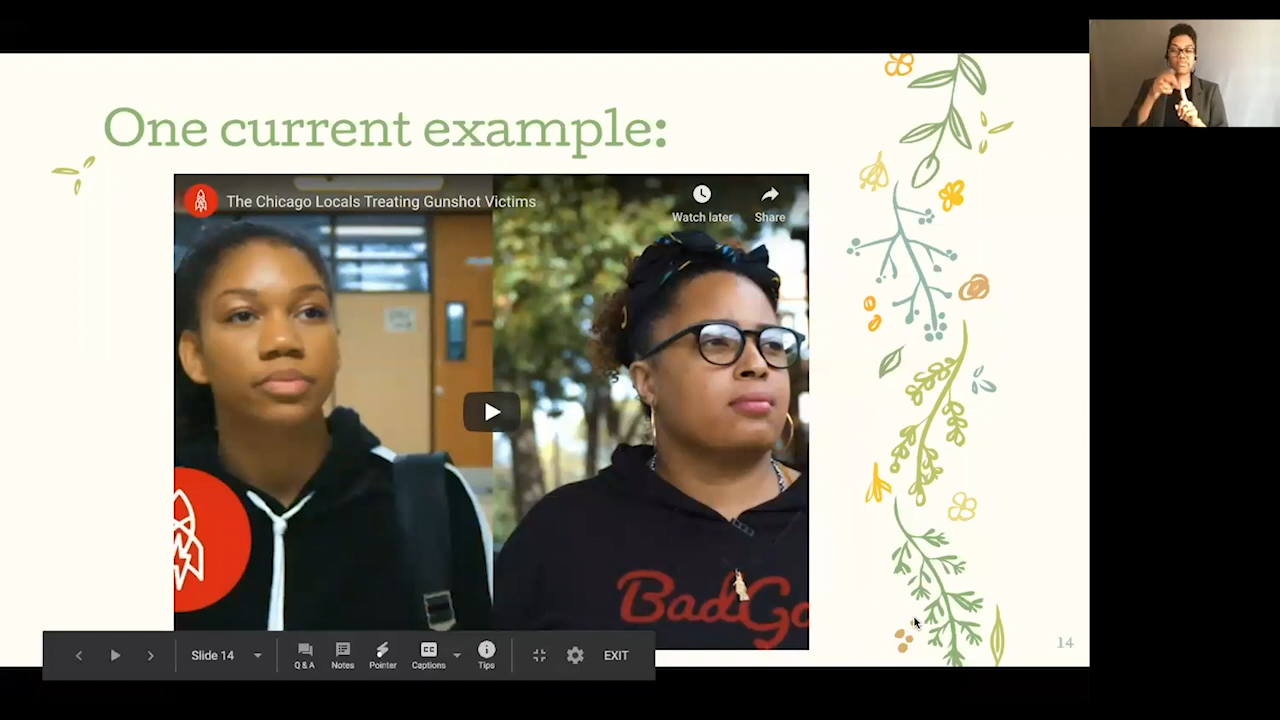 One current example:
The Chicago Locals Treating Gunshot Victims
Watch later
Share
BadGo
Slide 14
Q & A
Notes
Pointer
CC
Captions
Tips
EXIT
14